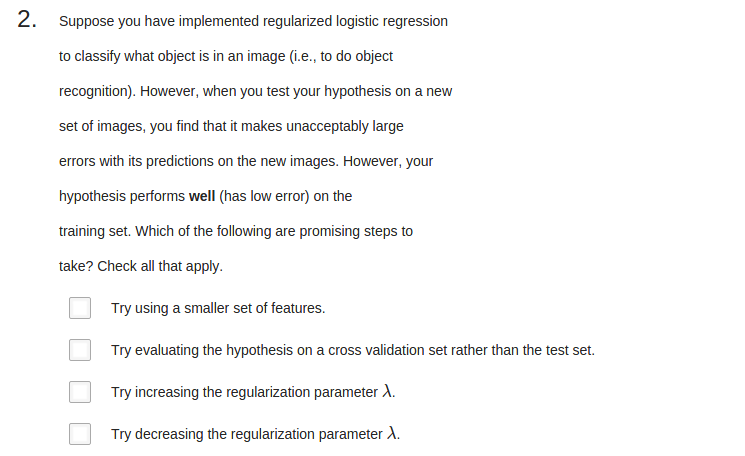 2. Suppose you have implemented regularized logistic regression
to classify what object is in an image (i.e., to do object
recognition). However, when you test your hypothesis on a new
set of images, you find that it makes unacceptably large
errors with its predictions on the new images. However, your
hypothesis performs well (has low error) on the
training set. Which of the following are promising steps to
take? Check all that apply.
Try using a smaller set of features.
Try evaluating the hypothesis on a cross validation set rather than the test set.
Try increasing the regularization parameter λ.
Try decreasing the regularization parameter λ.